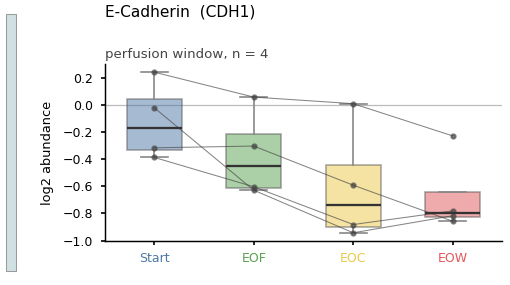 E-Cadherin (CDH1)
perfusion window, n = 4
log2 abundance
0.2
0.0
−0.2
−0.4
−0.6
−0.8
−1.0
Start EOF EOC EOW